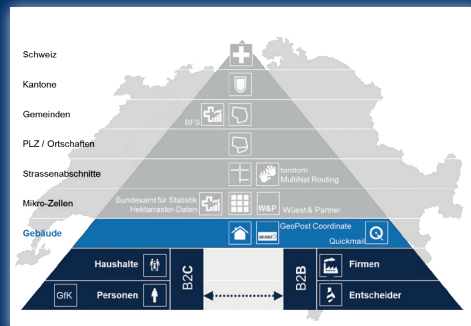 Schweiz
Kantone
Gemeinden
BFS
PLZ / Ortschaften
Strassenabschnitte
tomtom
MultiNet Routing
Mikro-Zellen
Bundesamt für Statistik
Hektarraster-Daten
W&P
Wüest & Partner
Gebäude
GeoPost Coordinate
Quickmail
Haushalte
B2C
B2B
Firmen
GfK
Personen
Entscheider